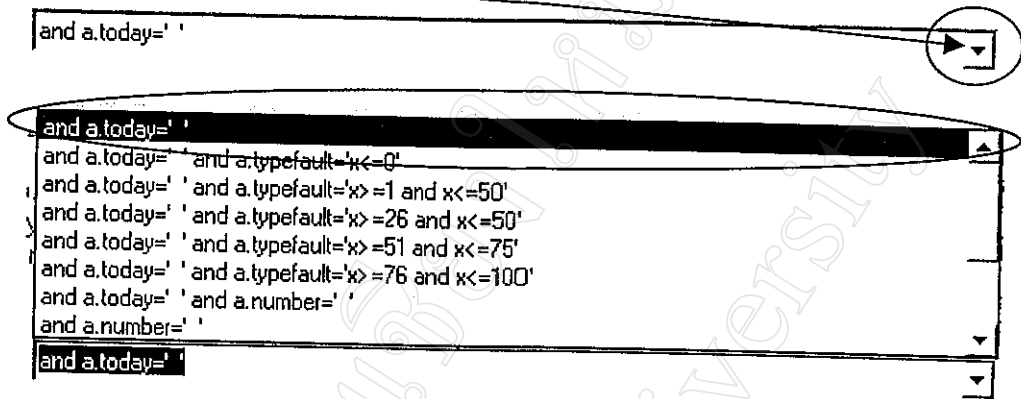 and a.today=' '
and a.today=' '
and a.today=' ' and a.typefault='x<=0'
and a.today=' ' and a.typefault='x>=1 and x<=50'
and a.today=' ' and a.typefault='x>=26 and x<=50'
and a.today=' ' and a.typefault='x>=51 and x<=75'
and a.today=' ' and a.typefault='x>=76 and x<=100'
and a.today=' ' and a.number=' '
and a.number=' '
and a.today=' '